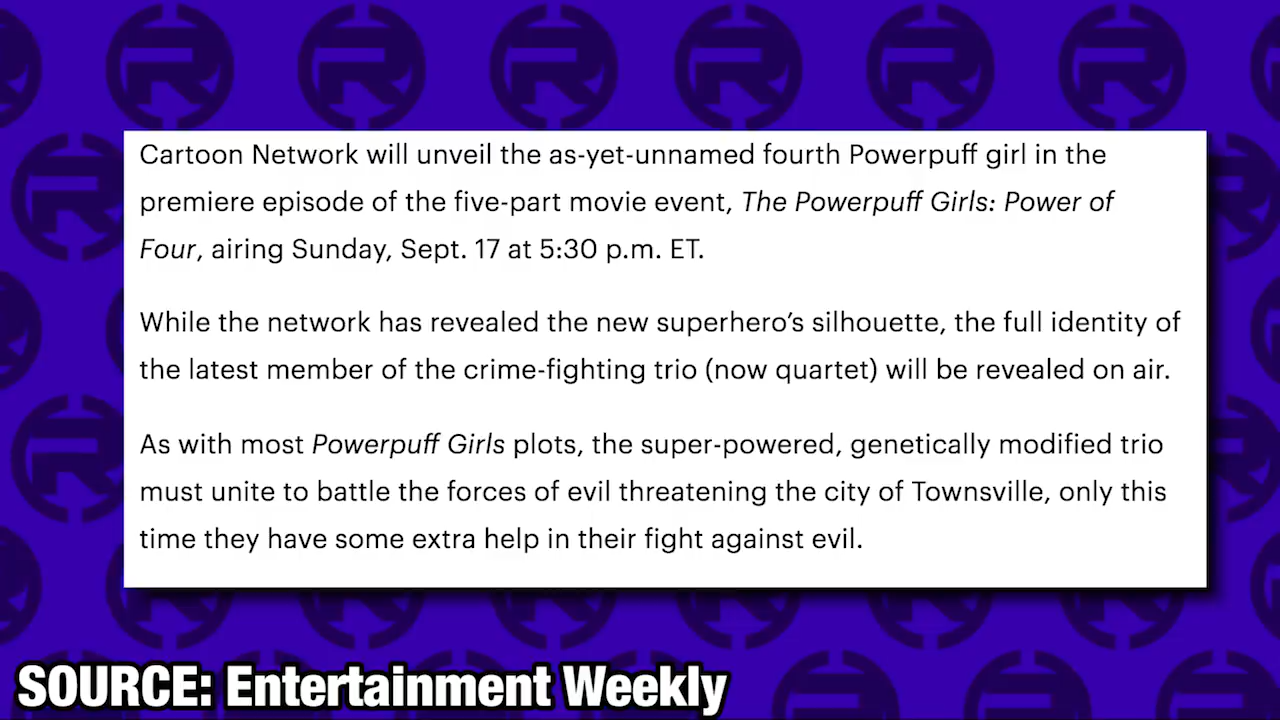 Cartoon Network will unveil the as-yet-unnamed fourth Powerpuff girl in the
premiere episode of the five-part movie event, The Powerpuff Girls: Power of
Four, airing Sunday, Sept. 17 at 5:30 p.m. ET.
While the network has revealed the new superhero’s silhouette, the full identity of
the latest member of the crime-fighting trio (now quartet) will be revealed on air.
As with most Powerpuff Girls plots, the super-powered, genetically modified trio
must unite to battle the forces of evil threatening the city of Townsville, only this
time they have some extra help in their fight against evil.
SOURCE: Entertainment Weekly